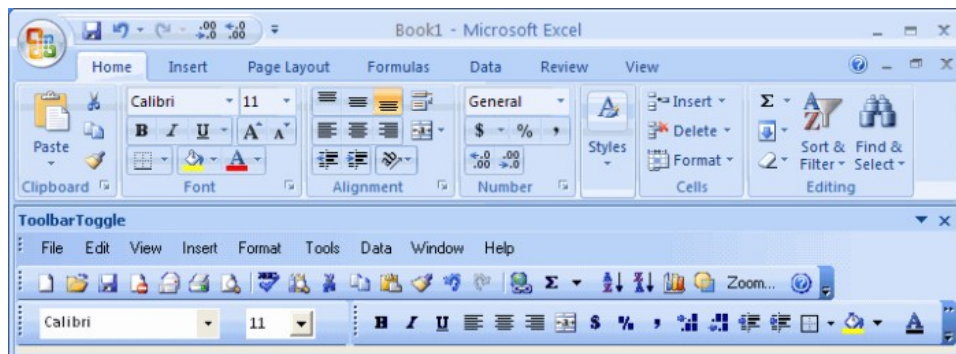 Book1 - Microsoft Excel
Home Insert Page Layout Formulas Data Review View
Calibri 11 General Insert Σ
B I U A A $ % , Delete
Paste Styles Sort & Find &
A .00 .0 Format Filter Select
Clipboard Font Alignment Number Cells Editing
ToolbarToggle
File Edit View Insert Format Tools Data Window Help
Σ Zoom...
Calibri 11 B I U $ % , A